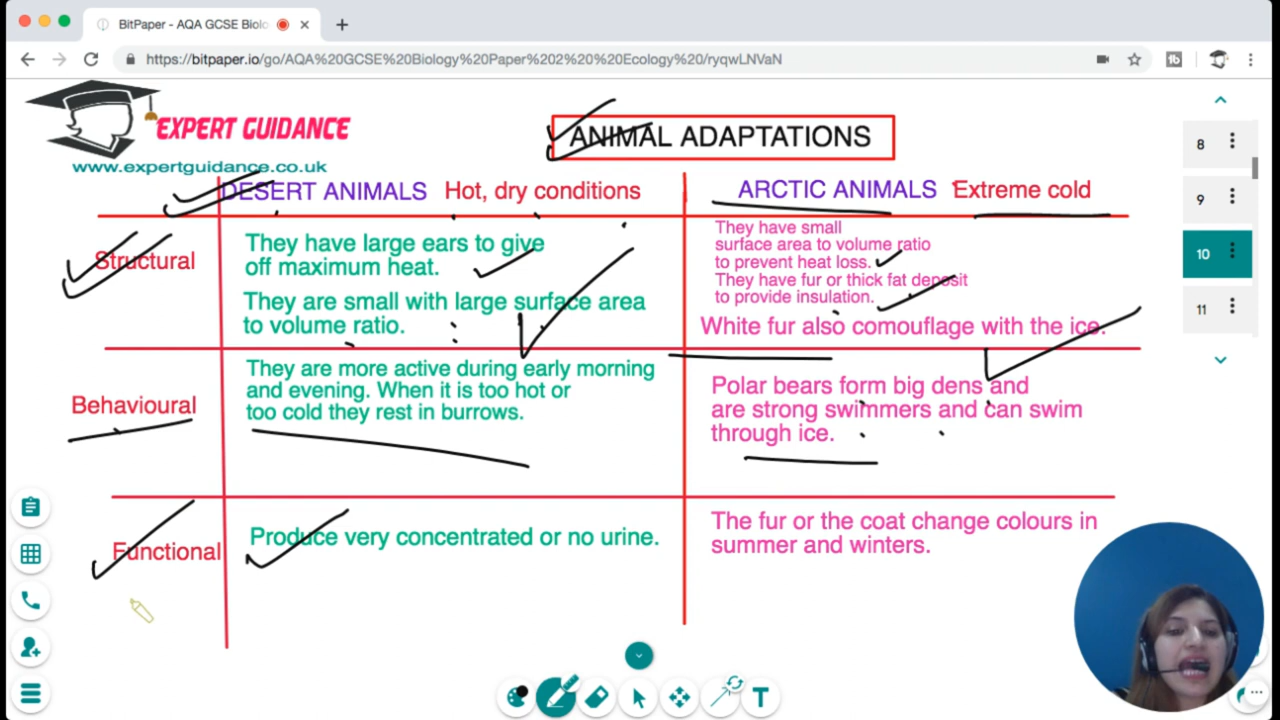 BitPaper - AQA GCSE Biolo
https://bitpaper.io/go/AQA%20GCSE%20Biology%20Paper%202%20%20Ecology%20/ryqwLNVaN
EXPERT GUIDANCE
www.expertguidance.co.uk
ANIMAL ADAPTATIONS
DESERT ANIMALS Hot, dry conditions
ARCTIC ANIMALS Extreme cold
Structural
They have large ears to give
off maximum heat.
They are small with large surface area
to volume ratio.
They have small
surface area to volume ratio
to prevent heat loss.
They have fur or thick fat deposit
to provide insulation.
White fur also comouflage with the ice.
Behavioural
They are more active during early morning
and evening. When it is too hot or
too cold they rest in burrows.
Polar bears form big dens and
are strong swimmers and can swim
through ice.
Functional
Produce very concentrated or no urine.
The fur or the coat change colours in
summer and winters.
8
9
10
11
T